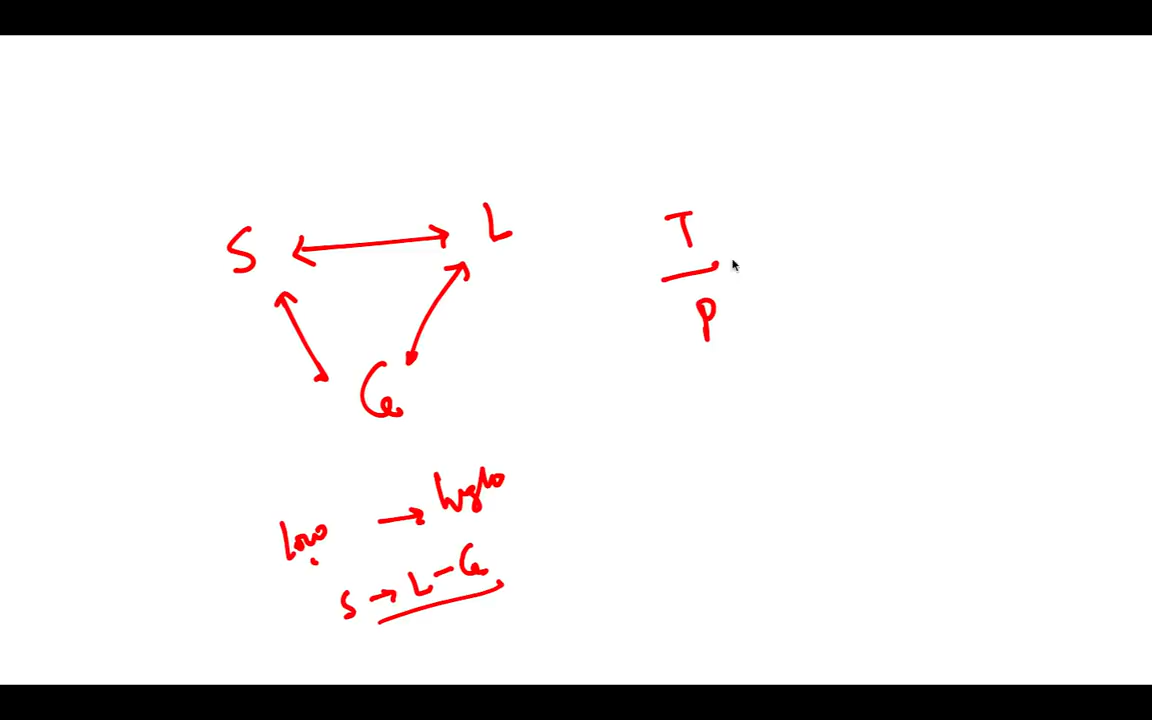 S ↔ L
G
T
P
Low → high
S → L - G